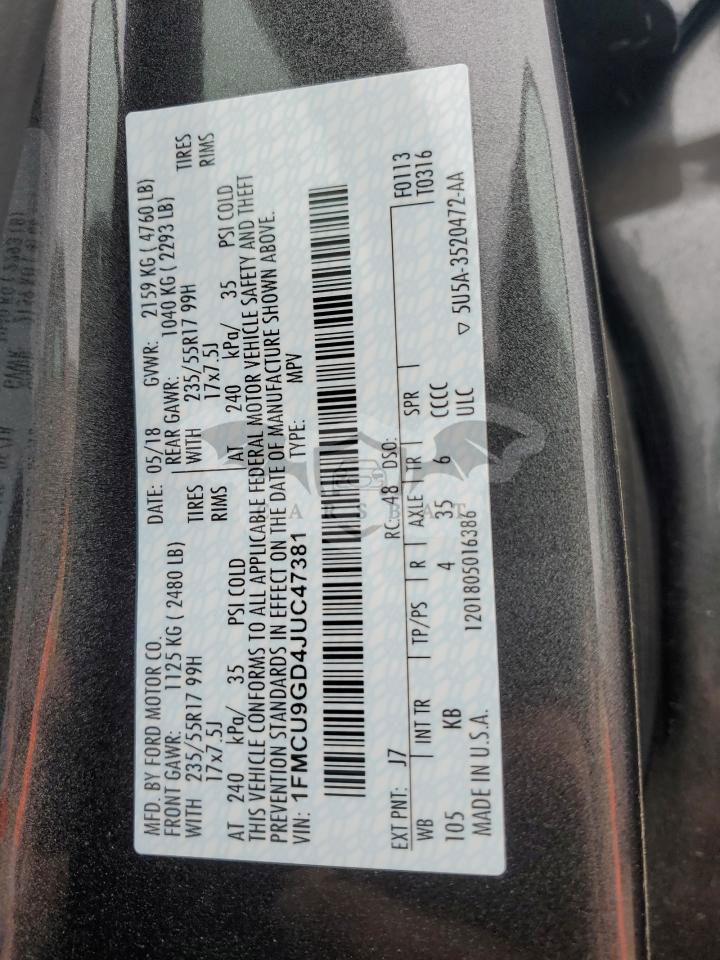 MFD. BY FORD MOTOR CO.
DATE: 05/18 GVWR: 2159 KG ( 4760 LB)
FRONT GAWR: 1125 KG ( 2480 LB) REAR GAWR: 1040 KG ( 2293 LB)
WITH 235/55R17 99H TIRES WITH 235/55R17 99H TIRES
17x7.5J RIMS 17x7.5J RIMS
AT 240 kPa/ 35 PSI COLD AT 240 kPa/ 35 PSI COLD
THIS VEHICLE CONFORMS TO ALL APPLICABLE FEDERAL MOTOR VEHICLE SAFETY AND THEFT
PREVENTION STANDARDS IN EFFECT ON THE DATE OF MANUFACTURE SHOWN ABOVE.
VIN: 1FMCU9GD4JUC47381 TYPE: MPV
EXT PNT: J7 RC: 48 DSO: F0113
T0316
WB INT TR TP/PS R AXLE TR SPR
105 KB 4 35 6 CCCC
MADE IN U.S.A. 1201805016386 ULC
▽ 5U5A-3520472-AA